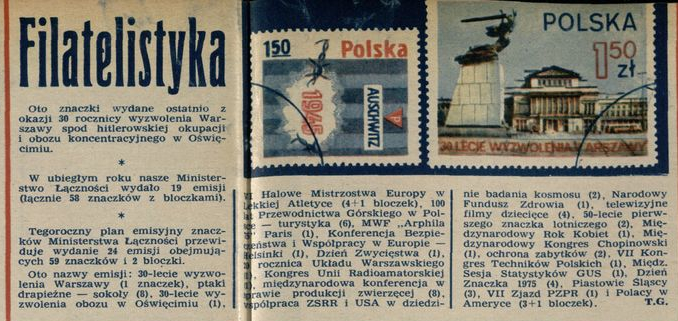 Filatelistyka
Oto znaczki wydane ostatnio z
okazji 30 rocznicy wyzwolenia War-
szawy spod hitlerowskiej okupacji
i obozu koncentracyjnego w Oświę-
cimiu.
*
W ubiegłym roku nasze Minister-
stwo Łączności wydało 19 emisji
(łącznie 58 znaczków z bloczkami).
*
Tegoroczny plan emisyjny znacz-
ków Ministerstwa Łączności przewi-
duje wydanie 24 emisji obejmują-
cych 59 znaczków i 2 bloczki.
Oto nazwy emisji: 30-lecie wyzwo-
lenia Warszawy (1 znaczek), ptaki
drapieżne — sokoły (8), 30-lecie wy-
zwolenia obozu w Oświęcimiu (1),
1 50 Polska
1945
AUSCHWITZ
P
POLSKA
1 50
zł
30 LECIE WYZWOLENIA WARSZAWY
VI Halowe Mistrzostwa Europy w
Lekkiej Atletyce (4+1 bloczek), 100
lat Przewodnictwa Górskiego w Pol-
sce — turystyka (6), MWF „Arphila
Paris (1), II Konferencja Bezpie-
czeństwa i Współpracy w Europie —
Helsinki (1), Dzień Zwycięstwa (1),
rocznica Układu Warszawskiego
Kongres Unii Radioamatorskiej
międzynarodowa konferencja w
sprawie produkcji zwierzęcej (8),
współpraca ZSRR i USA w dziedzi-
nie badania kosmosu (2), Narodowy
Fundusz Zdrowia (1), telewizyjne
filmy dziecięce (4), 50-lecie pierw-
szego znaczka lotniczego (2), Mię-
dzynarodowy Rok Kobiet (1), Mię-
dzynarodowy Kongres Chopinowski
(1), ochrona zabytków (2), VII Kon-
gres Techników Polskich (1), Międz.
Sesja Statystyków GUS (1), Dzień
Znaczka 1975 (4), Piastowie Śląscy
(3), VII Zjazd PZPR (1) i Polacy w
Ameryce (3+1 bloczek). T.G.